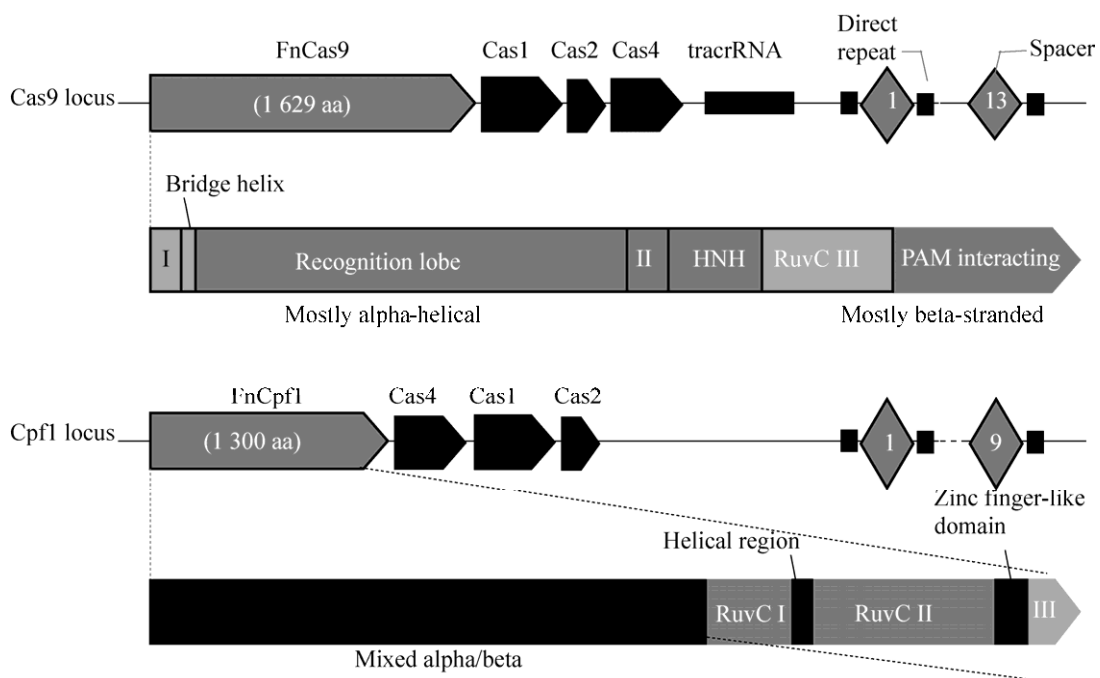 FnCas9
Cas1
Cas2
Cas4
tracrRNA
Direct
repeat
Spacer
Cas9 locus
(1 629 aa)
1
13
Bridge helix
I
Recognition lobe
II
HNH
RuvC III
PAM interacting
Mostly alpha-helical
Mostly beta-stranded
FnCpf1
Cas4
Cas1
Cas2
Cpf1 locus
(1 300 aa)
1
9
Zinc finger-like
domain
Helical region
RuvC I
RuvC II
III
Mixed alpha/beta